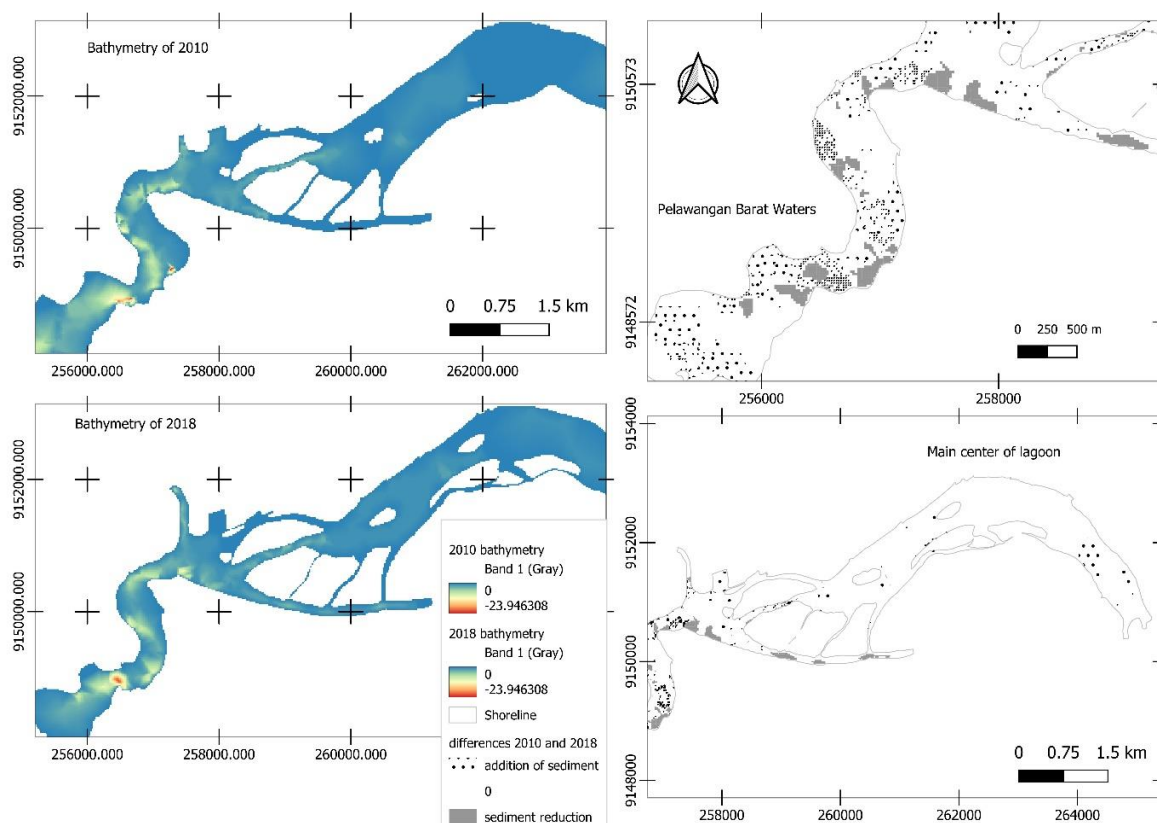 Bathymetry of 2010
9152000.000
9150000.000
0 0.75 1.5 km
256000.000 258000.000 260000.000 262000.000
Pelawangan Barat Waters
9150573
9148572
0 250 500 m
256000 258000
Bathymetry of 2018
9152000.000
9150000.000
256000.000 258000.000 260000.000
2010 bathymetry
Band 1 (Gray)
0
-23.946308
2018 bathymetry
Band 1 (Gray)
0
-23.946308
Shoreline
differences 2010 and 2018
addition of sediment
0
sediment reduction
Main center of lagoon
9154000
9152000
9150000
9148000
0 0.75 1.5 km
258000 260000 262000 264000